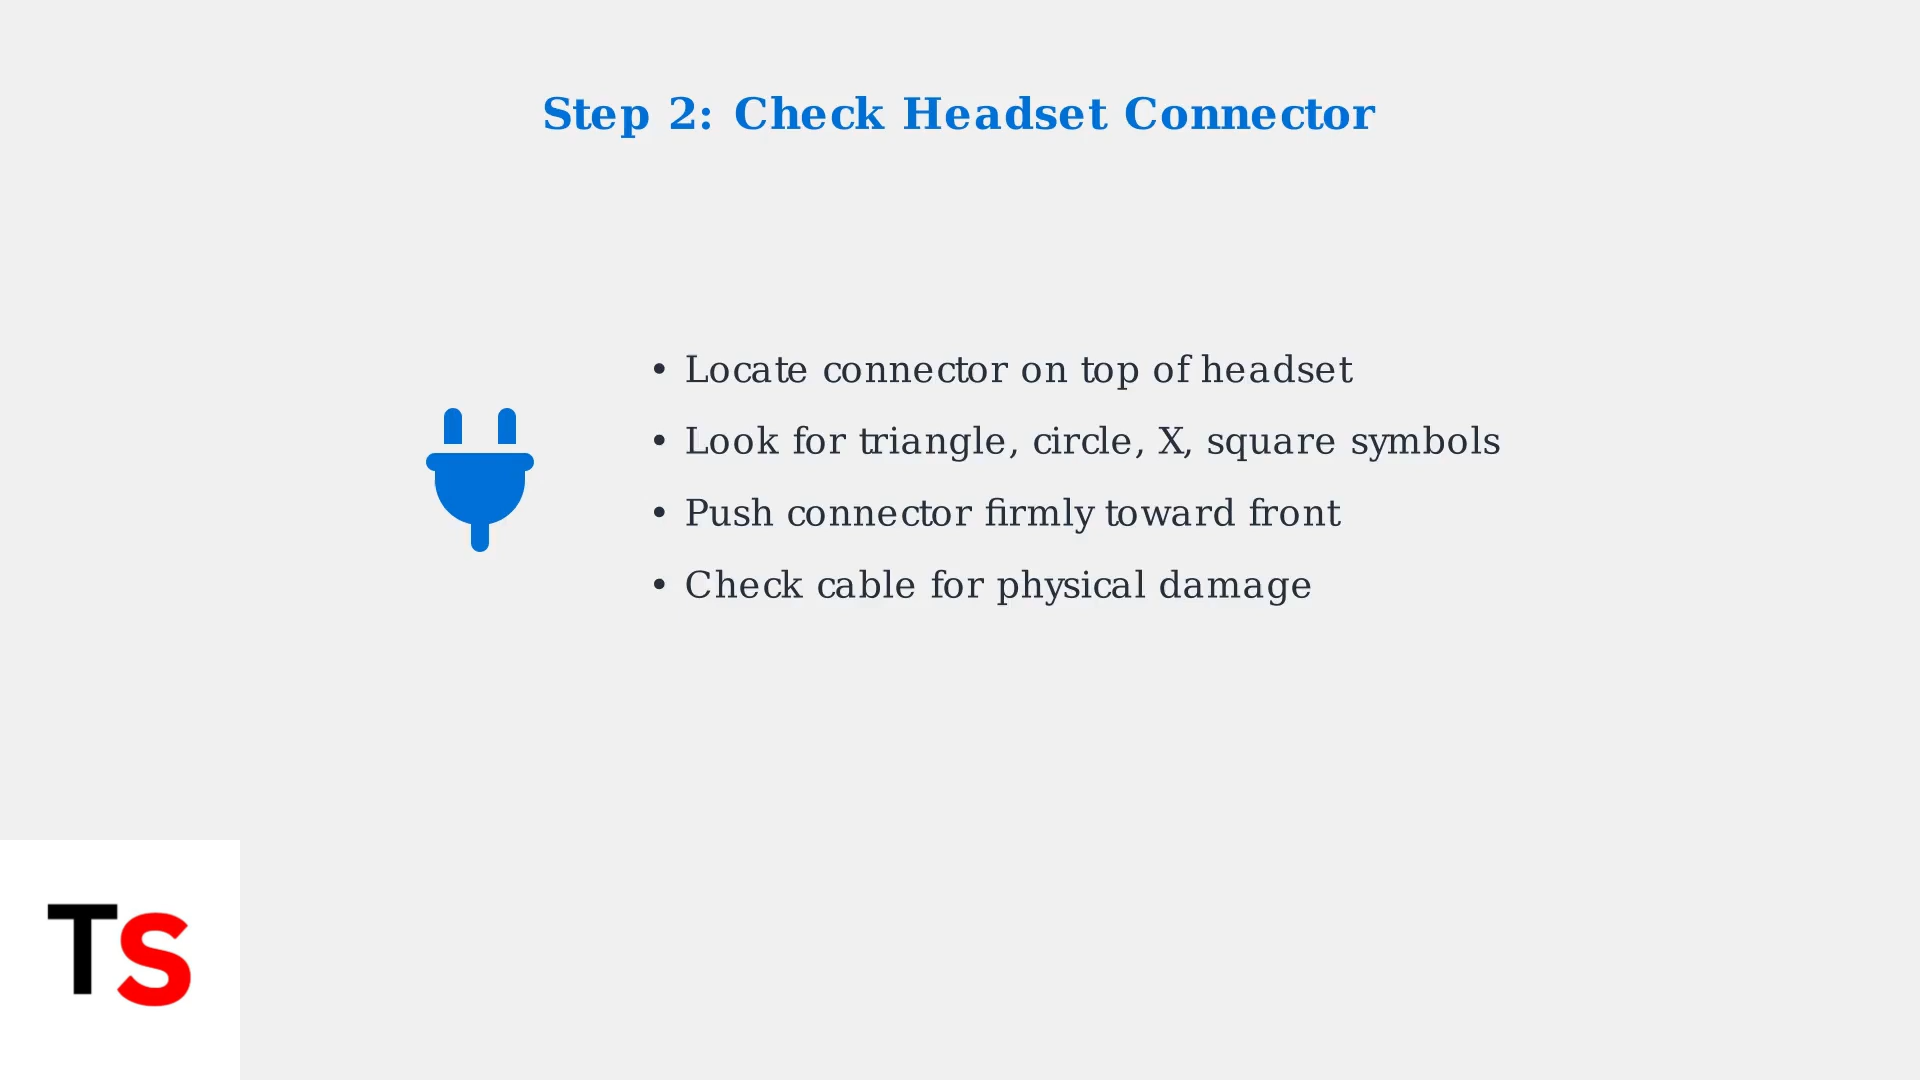 Step 2: Check Headset Connector
• Locate connector on top of headset
• Look for triangle, circle, X, square symbols
• Push connector firmly toward front
• Check cable for physical damage
TS